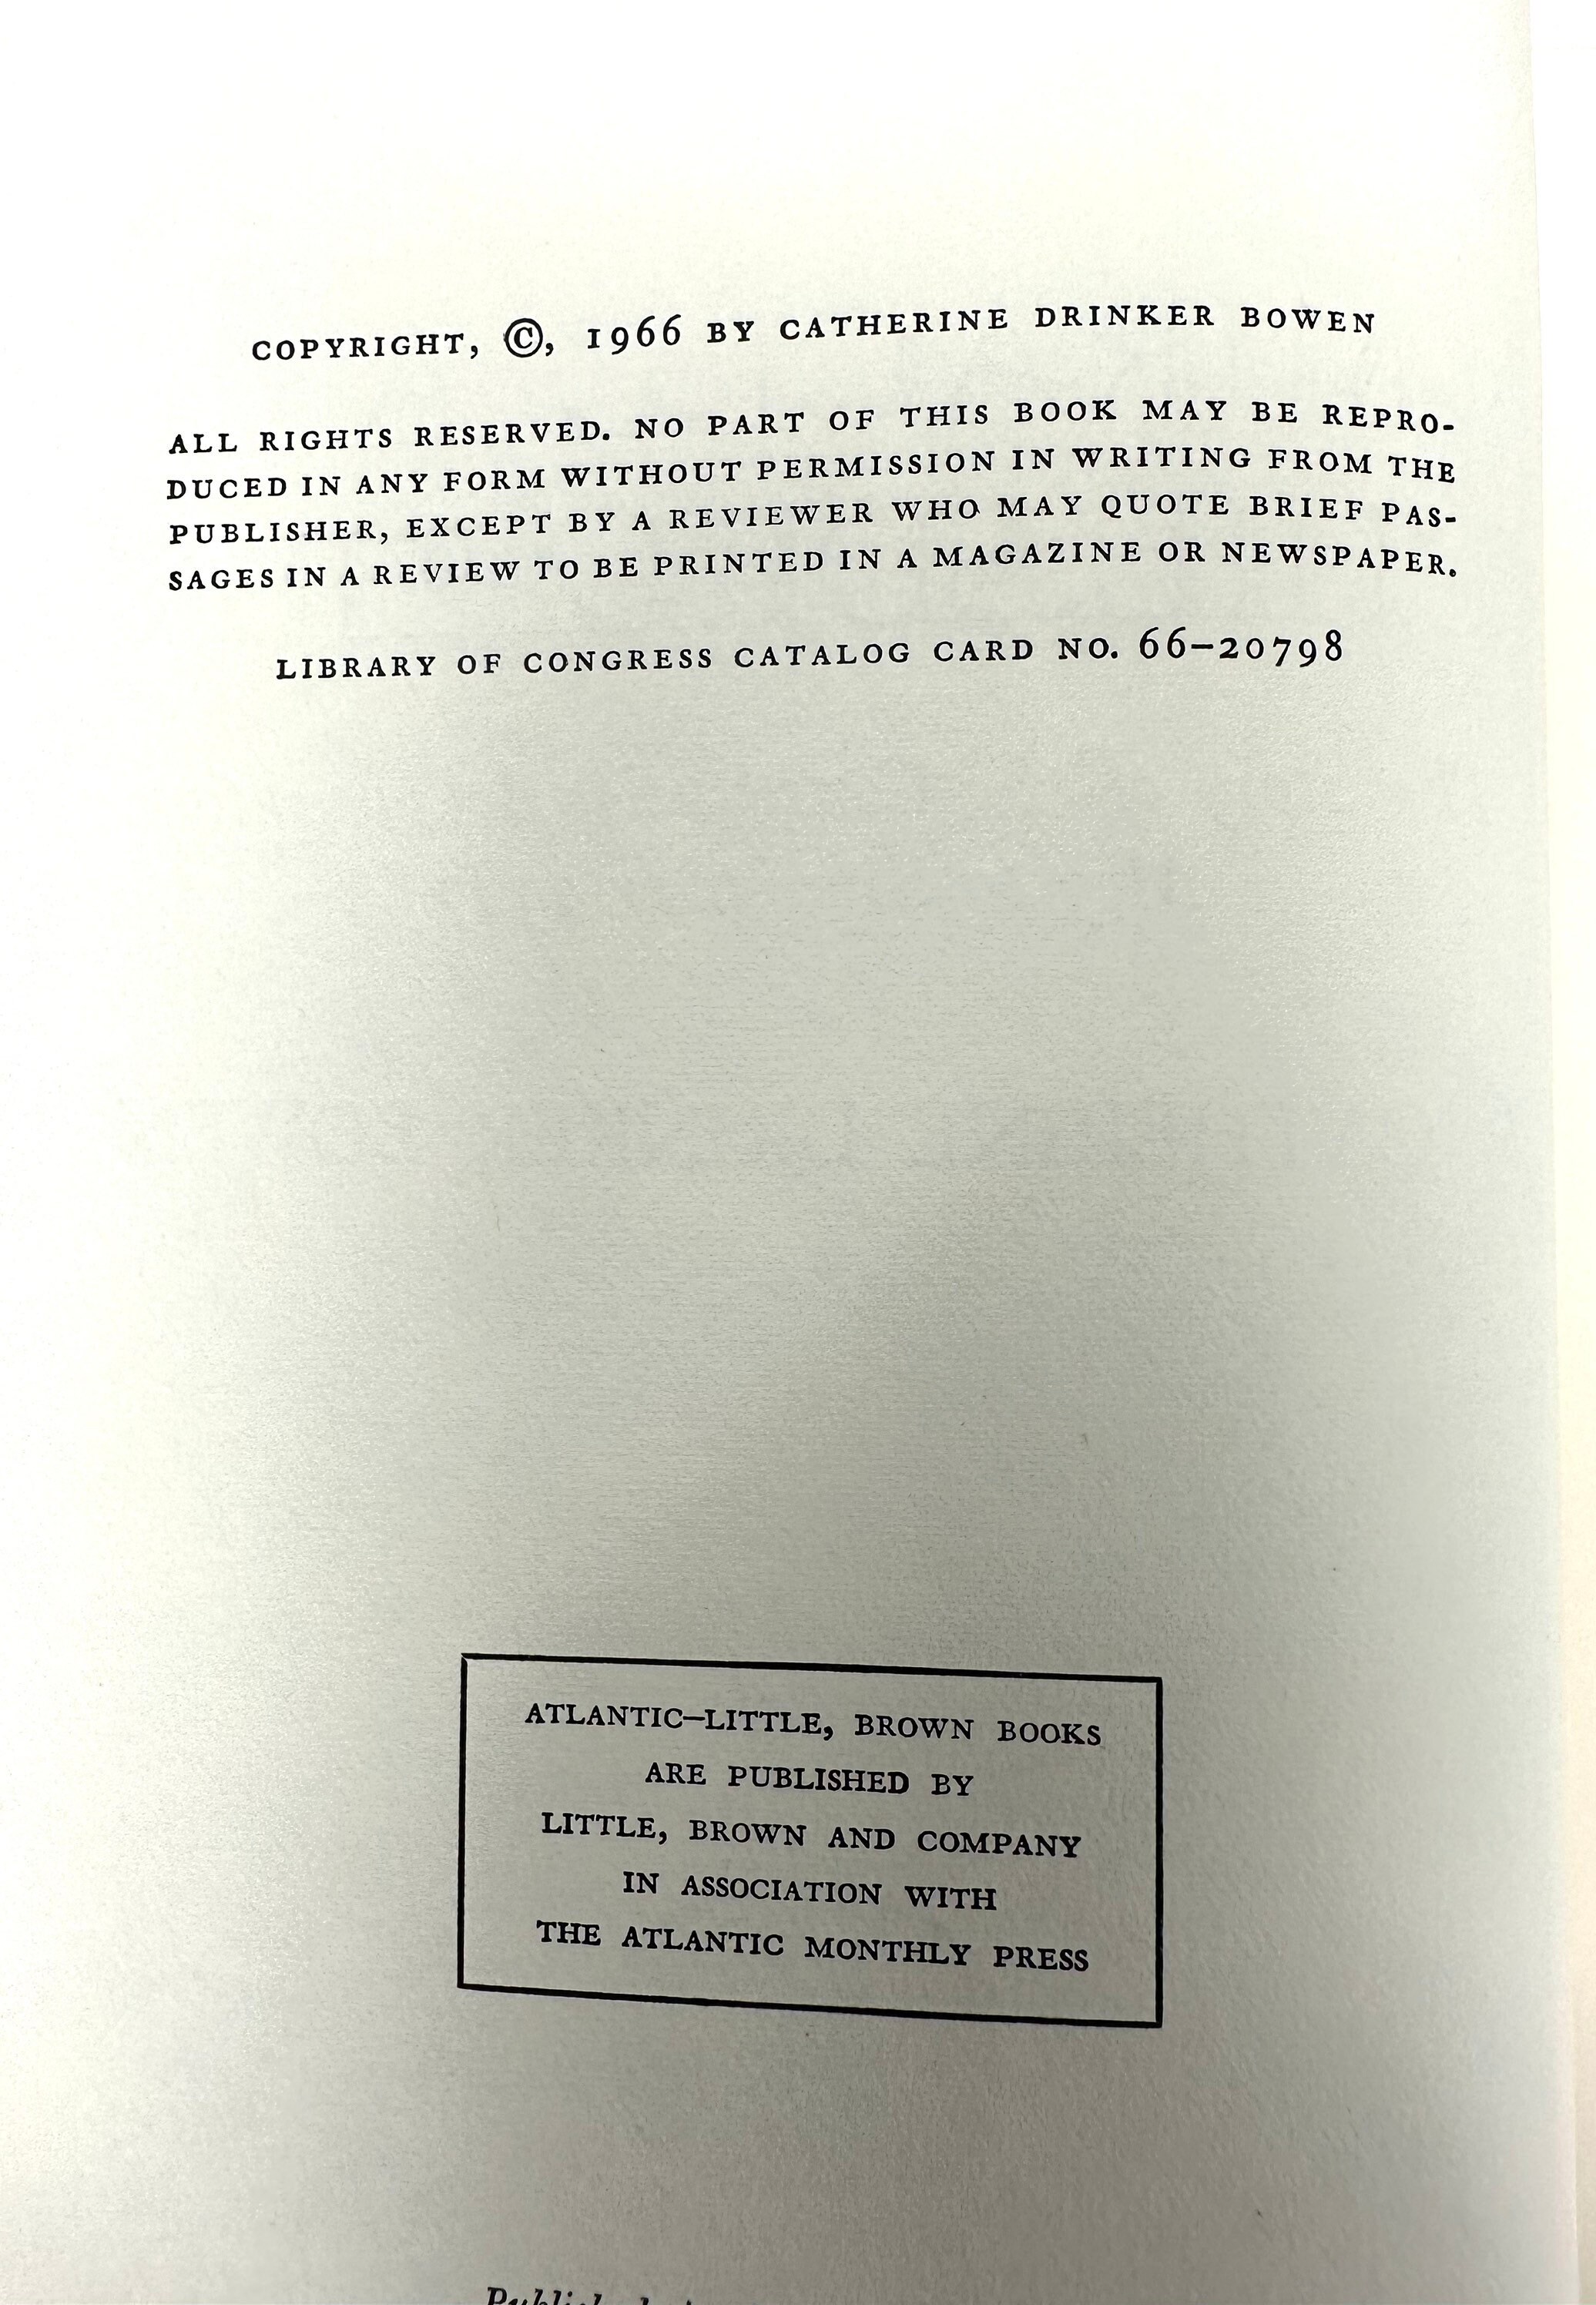 COPYRIGHT, ©, 1966 BY CATHERINE DRINKER BOWEN
ALL RIGHTS RESERVED. NO PART OF THIS BOOK MAY BE REPRO-
DUCED IN ANY FORM WITHOUT PERMISSION IN WRITING FROM THE
PUBLISHER, EXCEPT BY A REVIEWER WHO MAY QUOTE BRIEF PAS-
SAGES IN A REVIEW TO BE PRINTED IN A MAGAZINE OR NEWSPAPER.
LIBRARY OF CONGRESS CATALOG CARD NO. 66–20798
ATLANTIC–LITTLE, BROWN BOOKS
ARE PUBLISHED BY
LITTLE, BROWN AND COMPANY
IN ASSOCIATION WITH
THE ATLANTIC MONTHLY PRESS